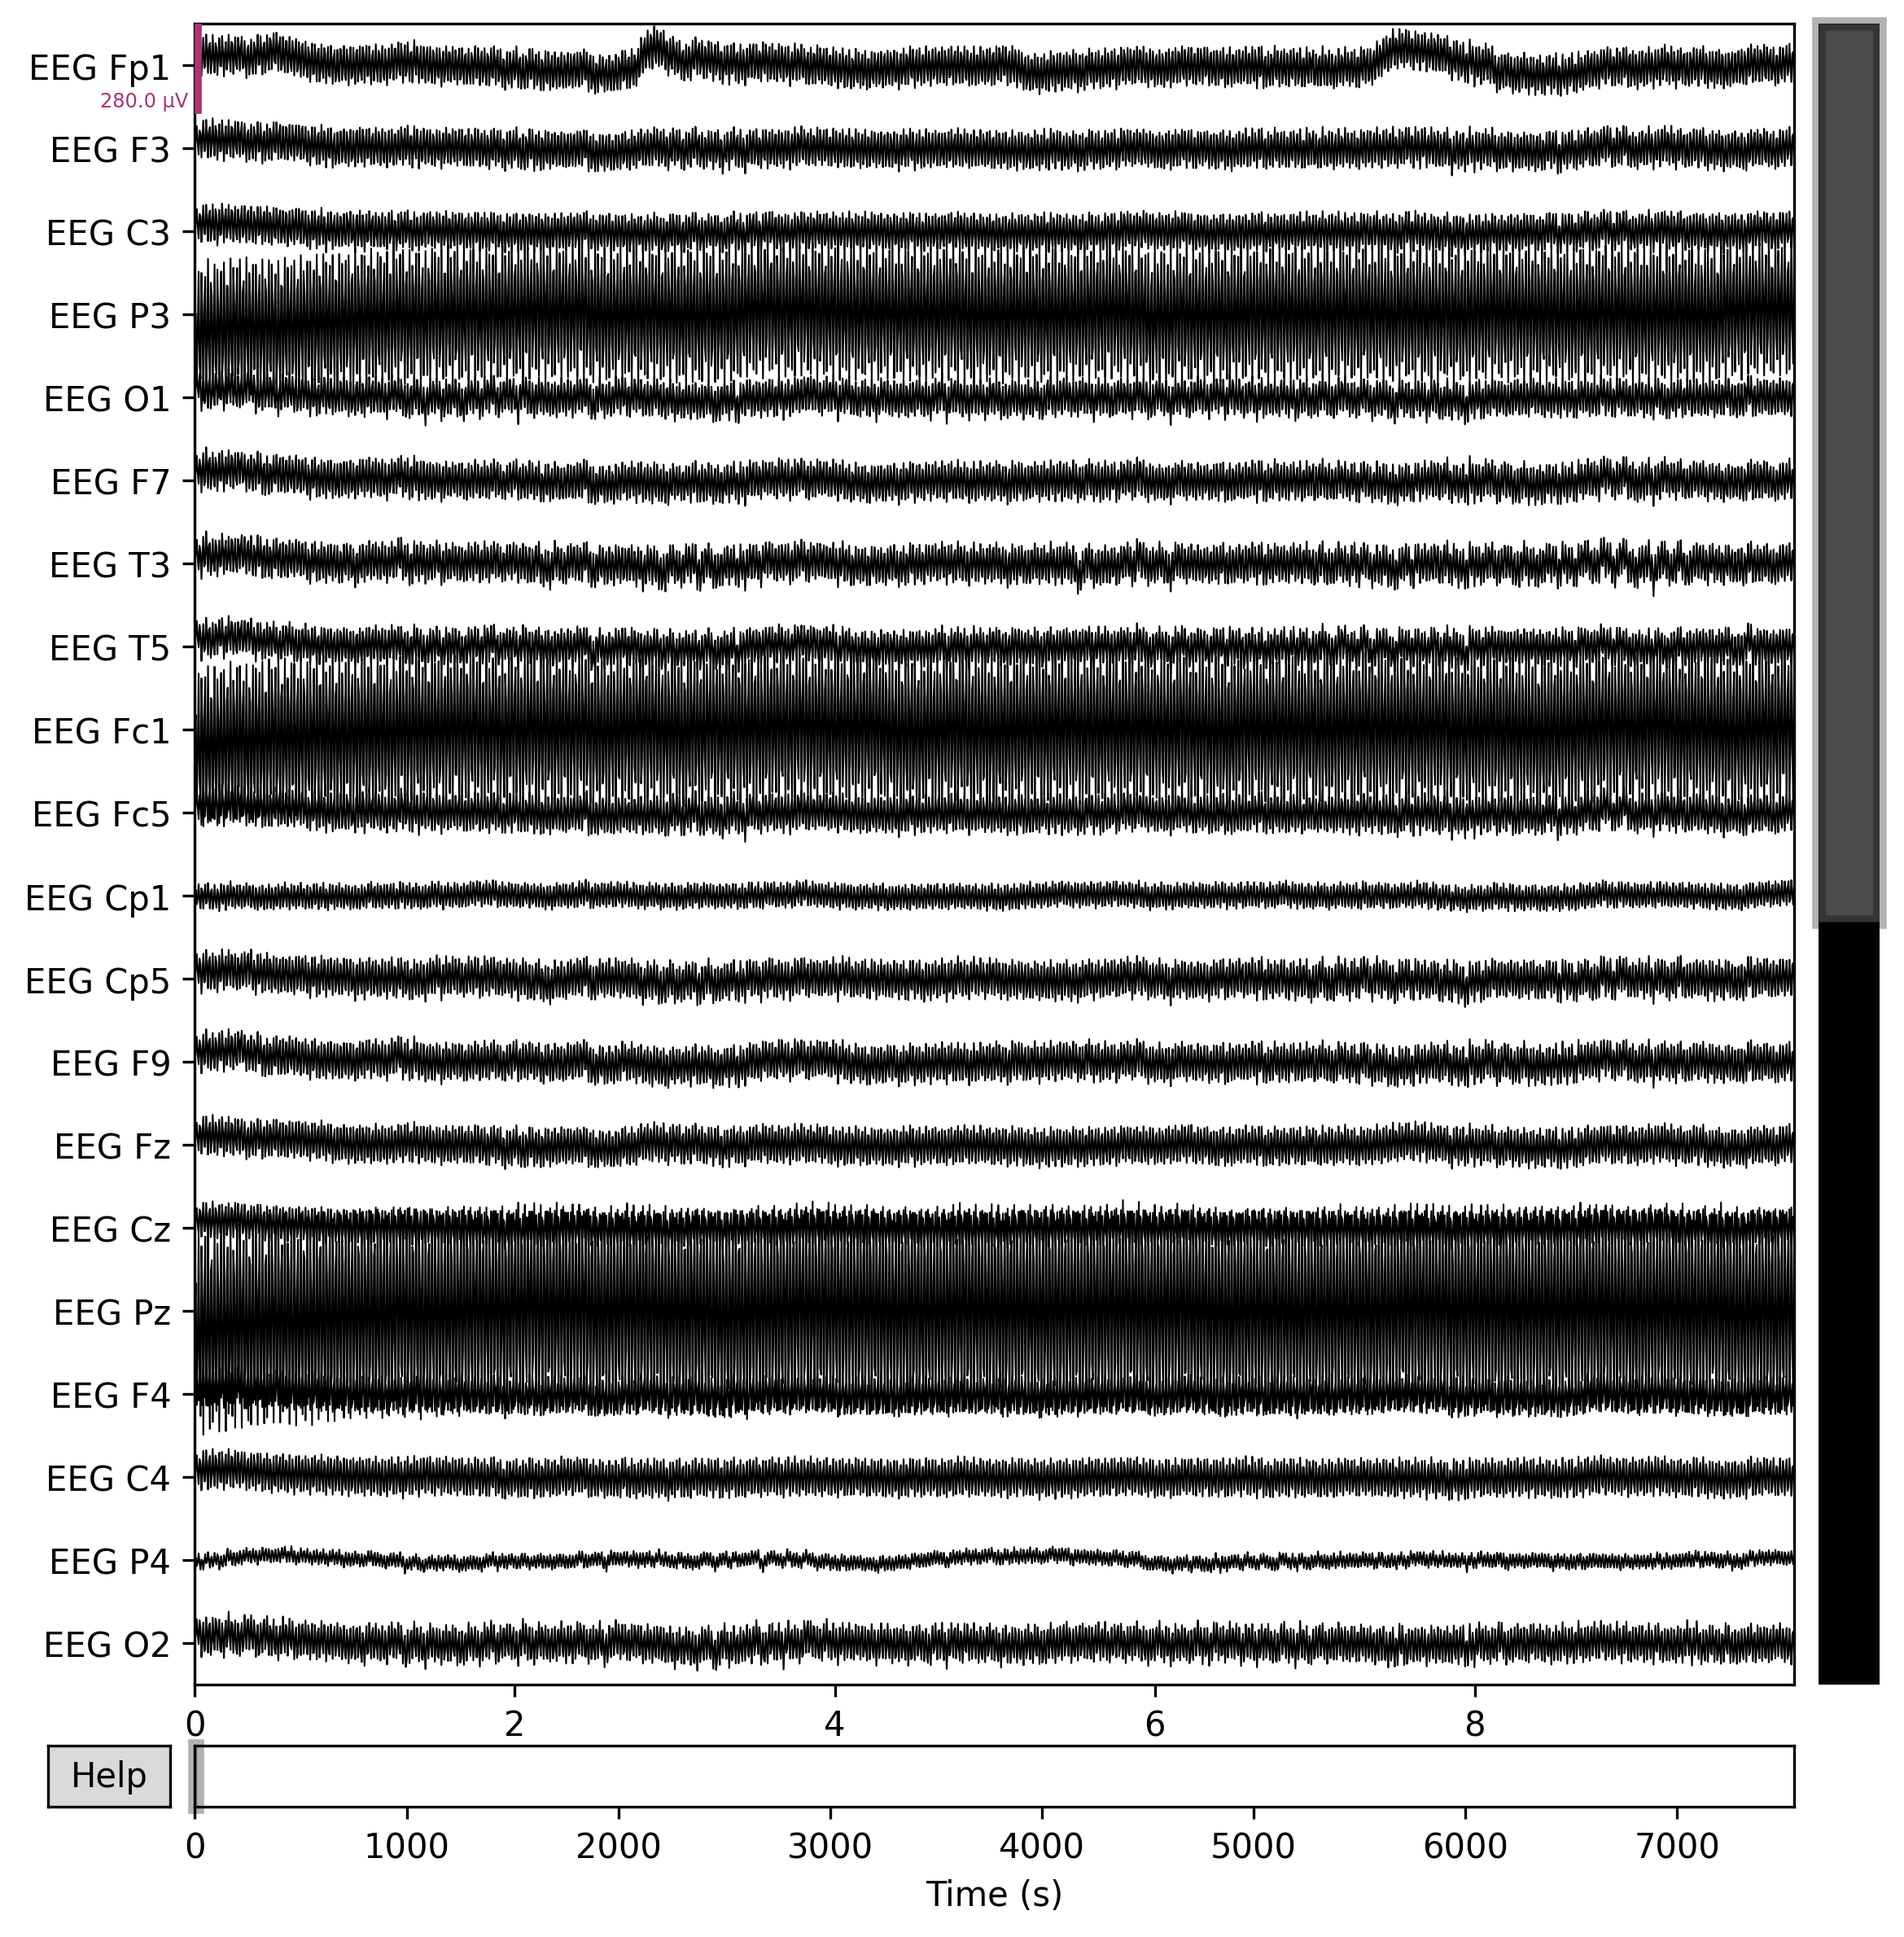 EEG Fp1
280.0 µV
EEG F3
EEG C3
EEG P3
EEG O1
EEG F7
EEG T3
EEG T5
EEG Fc1
EEG Fc5
EEG Cp1
EEG Cp5
EEG F9
EEG Fz
EEG Cz
EEG Pz
EEG F4
EEG C4
EEG P4
EEG O2
0 2 4 6 8
Help
0 1000 2000 3000 4000 5000 6000 7000
Time (s)